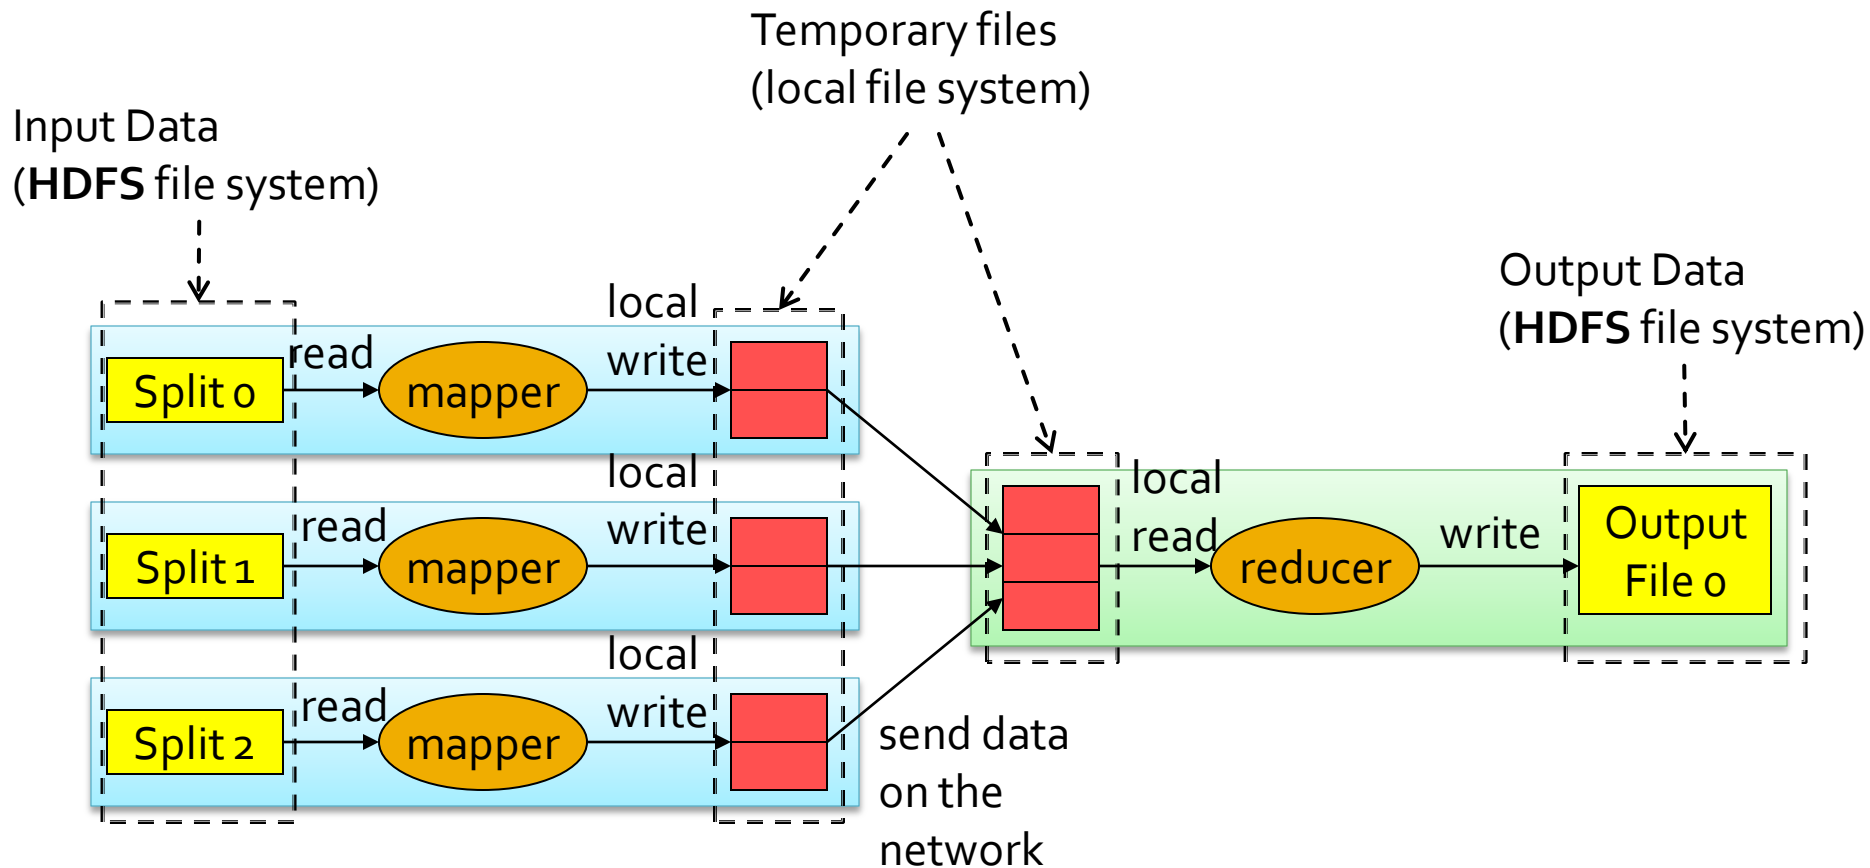 Temporary files
(local file system)
Input Data
(HDFS file system)
Output Data
(HDFS file system)
local
read
write
Split 0
mapper
local
read
write
Split 1
mapper
local
read
write
Split 2
mapper
local
read
reducer
write
Output
File 0
send data
on the
network